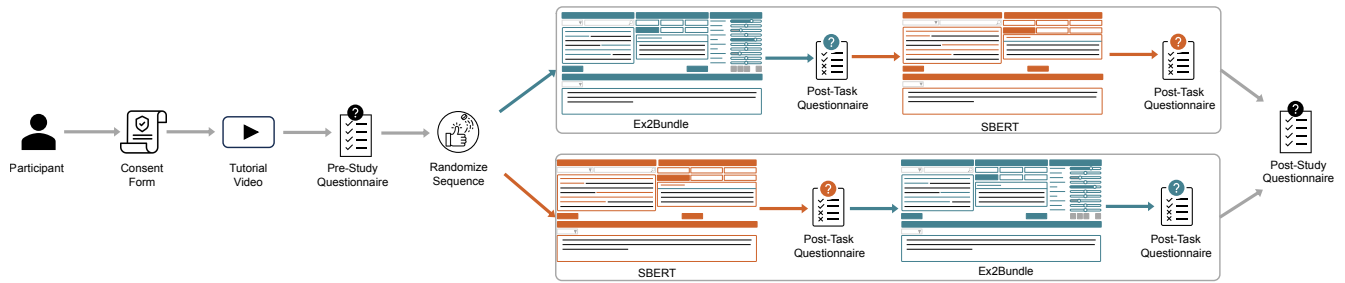 Participant
Consent
Form
Tutorial
Video
?
Pre-Study
Questionnaire
Randomize
Sequence
Ex2Bundle
?
Post-Task
Questionnaire
SBERT
?
Post-Task
Questionnaire
SBERT
?
Post-Task
Questionnaire
Ex2Bundle
?
Post-Task
Questionnaire
?
Post-Study
Questionnaire